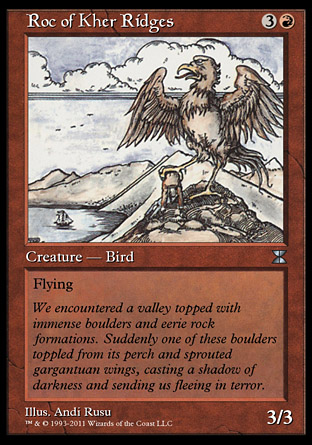 Roc of Kher Ridges 3
Creature — Bird
Flying
We encountered a valley topped with
immense boulders and eerie rock
formations. Suddenly one of these boulders
toppled from its perch and sprouted
gargantuan wings, casting a shadow of
darkness and sending us fleeing in terror.
Illus. Andi Rusu
3/3
™ & © 1993-2011 Wizards of the Coast LLC